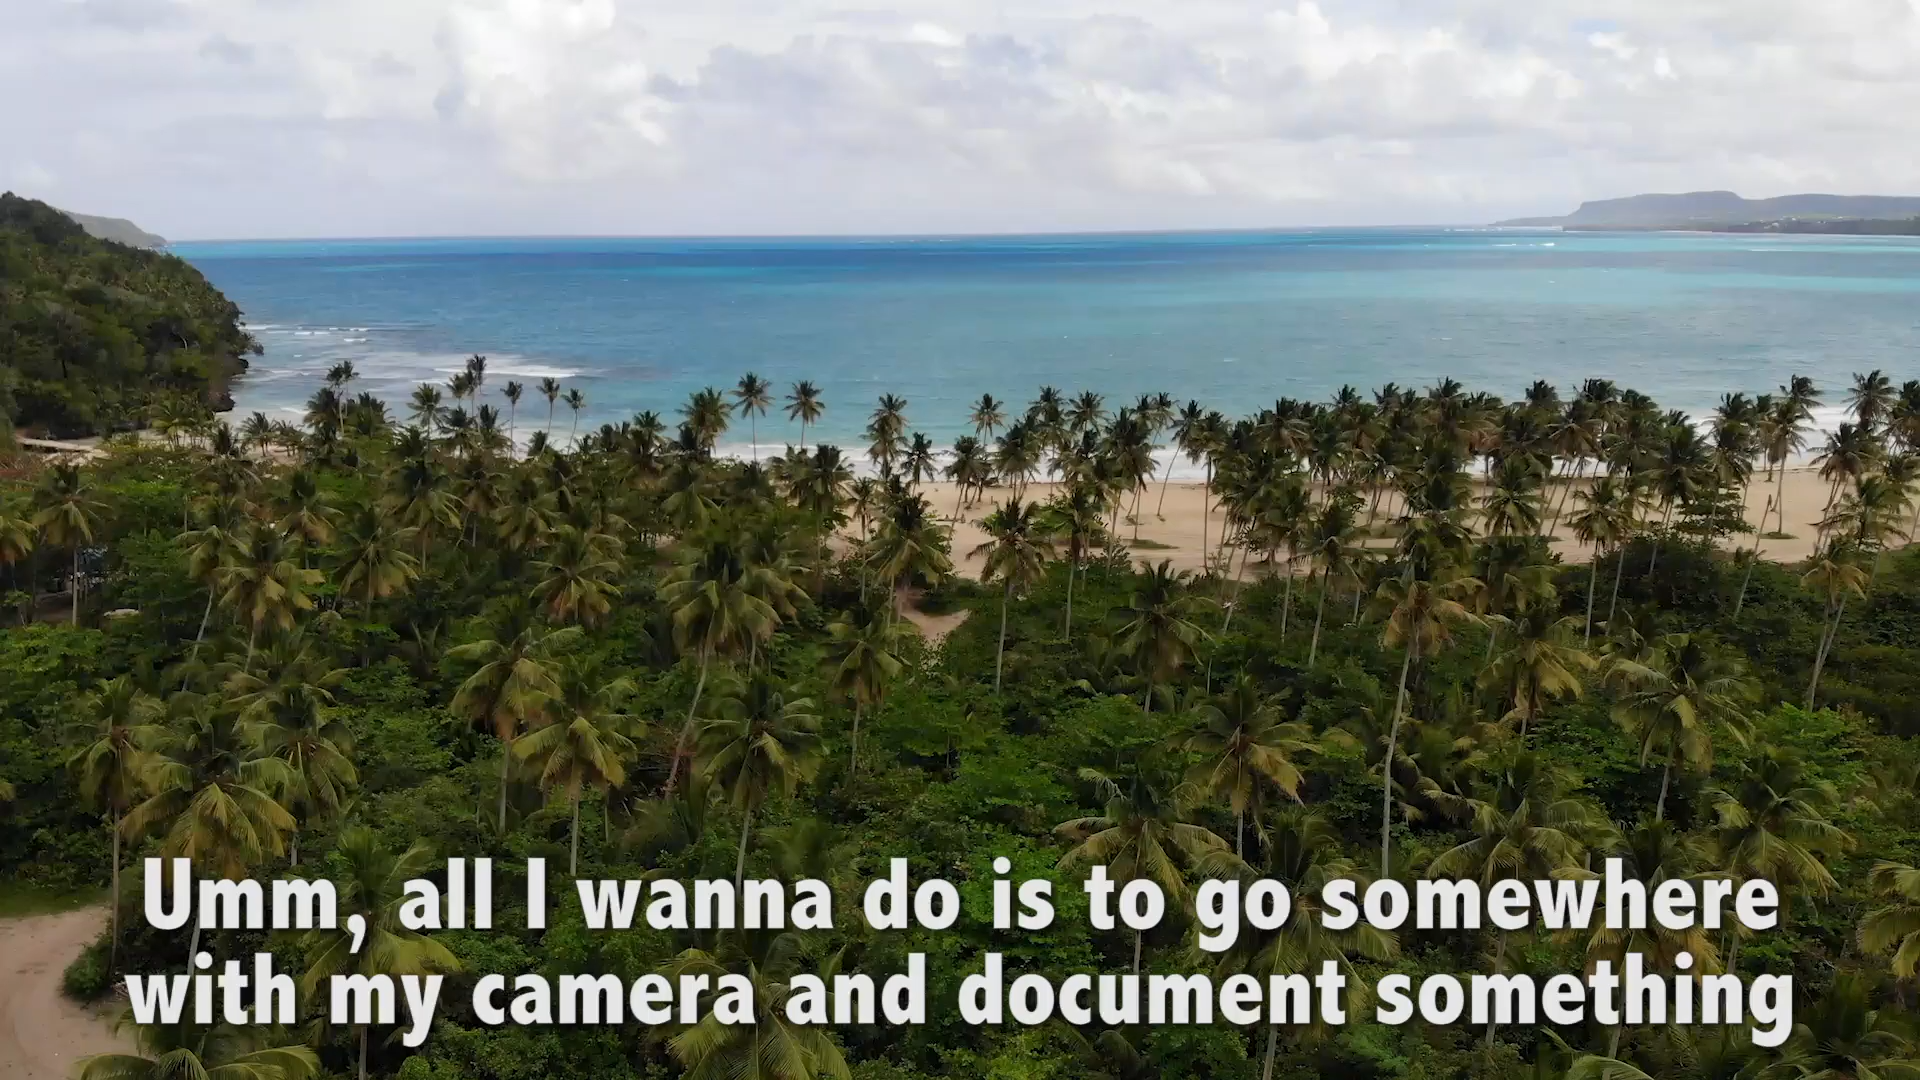 Umm, all I wanna do is to go somewhere
with my camera and document something